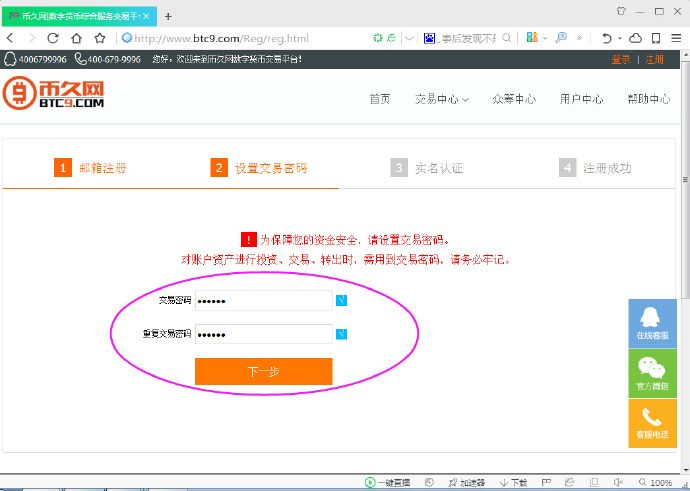 币久网|数字货币综合服务交易平
http://www.btc9.com/Reg/reg.html
事后发现不
4006799996 400-679-9996 您好，欢迎来到币久网数字货币交易平台！ 登录 | 注册
币久网
BTC9.COM
首页 交易中心 众筹中心 用户中心 帮助中心
1 邮箱注册 2 设置交易密码 3 实名认证 4 注册成功
! 为保障您的资金安全，请设置交易密码。
对账户资产进行投资、交易、转出时，需用到交易密码，请务必牢记。
交易密码 •••••• √
重复交易密码 •••••• √
下一步
在线客服
官方微信
客服电话
一键直播 加速器 下载 100%